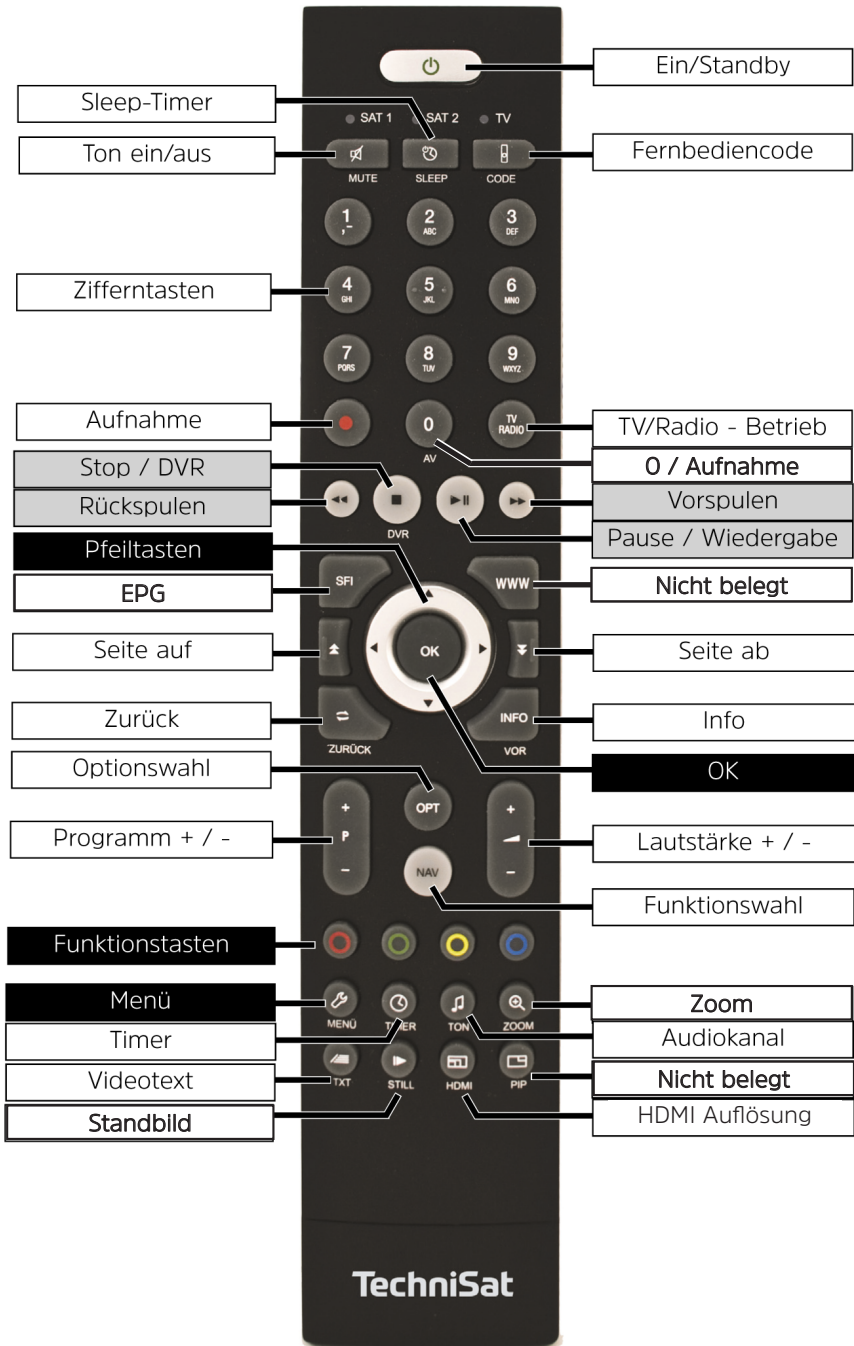 Ein/Standby
Sleep-Timer
SAT 1 SAT 2 TV
Ton ein/aus
Fernbediencode
MUTE SLEEP CODE
1 2 3
,- ABC DEF
Zifferntasten
4 5 6
GHI JKL MNO
7 8 9
PQRS TUV WXYZ
Aufnahme
0
TV
RADIO
TV/Radio - Betrieb
AV
0 / Aufnahme
Stop / DVR
Rückspulen
Vorspulen
DVR
Pause / Wiedergabe
Pfeiltasten
SFI WWW
EPG
Nicht belegt
Seite auf
OK
Seite ab
Zurück
INFO
Info
ZURÜCK VOR
Optionswahl
OK
+ OPT +
Programm + / -
P
Lautstärke + / -
- NAV -
Funktionswahl
Funktionstasten
Menü
Zoom
MENÜ TIMER TON ZOOM
Timer
Audiokanal
Videotext
Nicht belegt
TXT STILL HDMI PIP
Standbild
HDMI Auflösung
TechniSat